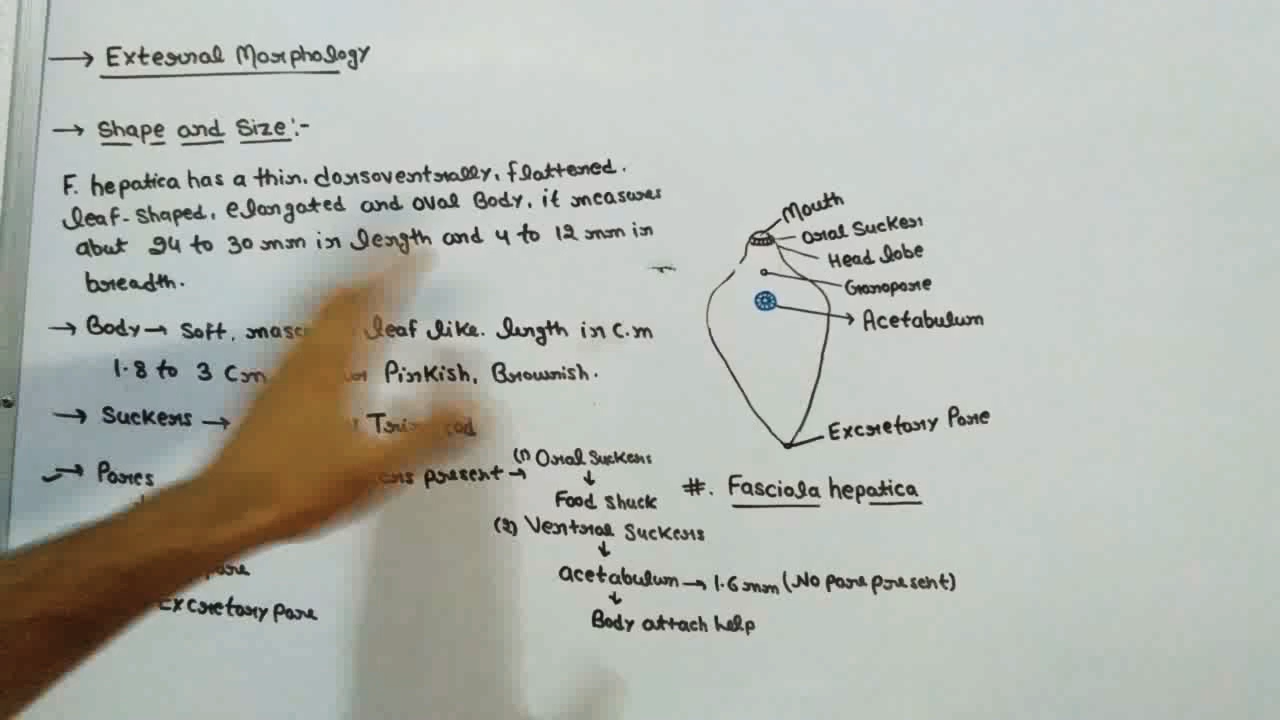 → External Morphology
→ Shape and Size:-
F. hepatica has a thin, dorsoventrally, flattened.
leaf-shaped, elangated and oval Body, it measures
abut 24 to 30 mm in length and 4 to 12 mm in
breadth.
→ Body → Soft, leaf like. length in C.m
1.8 to 3 Cm Pinkish, Brownish.
→ Suckers →
→ Pores present →
(1) Oral Suckers
↓
Food Shuck
(2) Ventral Suckers
↓
acetabulum → 1.6 mm (No pore present)
↓
Body attach help
Excretory Pore
Mouth
Oral Sucker
Head lobe
Gonopore
Acetabulum
Excretory Pore
#. Fasciola hepatica